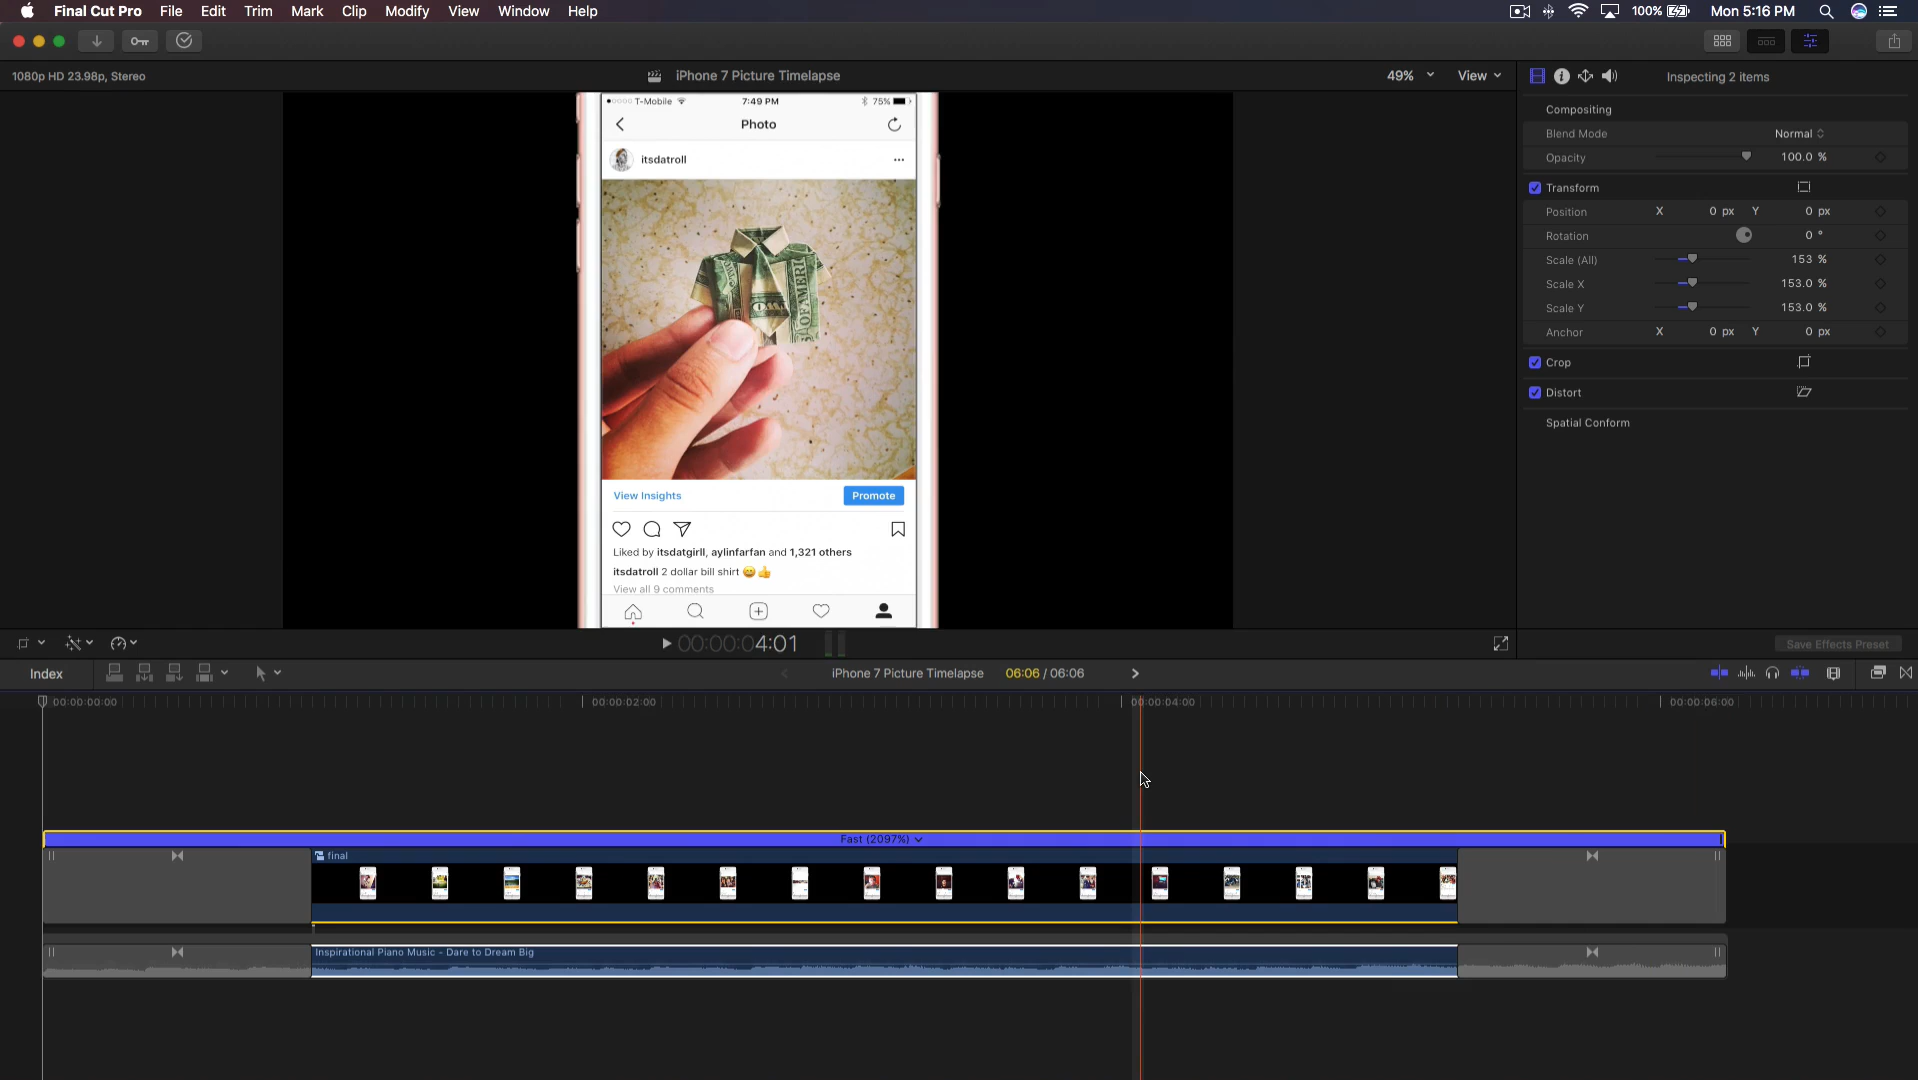 Final Cut Pro File Edit Trim Mark Clip Modify View Window Help 100% Mon 5:16 PM
1080p HD 23.98p, Stereo iPhone 7 Picture Timelapse 49% View Inspecting 2 items
T-Mobile 7:49 PM 75%
Photo
itsdatroll
OF AMERI
View Insights Promote
Liked by itsdatgirll, aylinfarfan and 1,321 others
itsdatroll 2 dollar bill shirt 😄👍
View all 9 comments
Compositing
Blend Mode Normal
Opacity 100.0 %
Transform
Position X 0 px Y 0 px
Rotation 0 °
Scale (All) 153 %
Scale X 153.0 %
Scale Y 153.0 %
Anchor X 0 px Y 0 px
Crop
Distort
Spatial Conform
00:00:04:01 Save Effects Preset
Index iPhone 7 Picture Timelapse 06:06 / 06:06
00:00:00:00 00:00:02:00 00:00:04:00 00:00:06:00
Fast (2097%)
final
Inspirational Piano Music - Dare to Dream Big